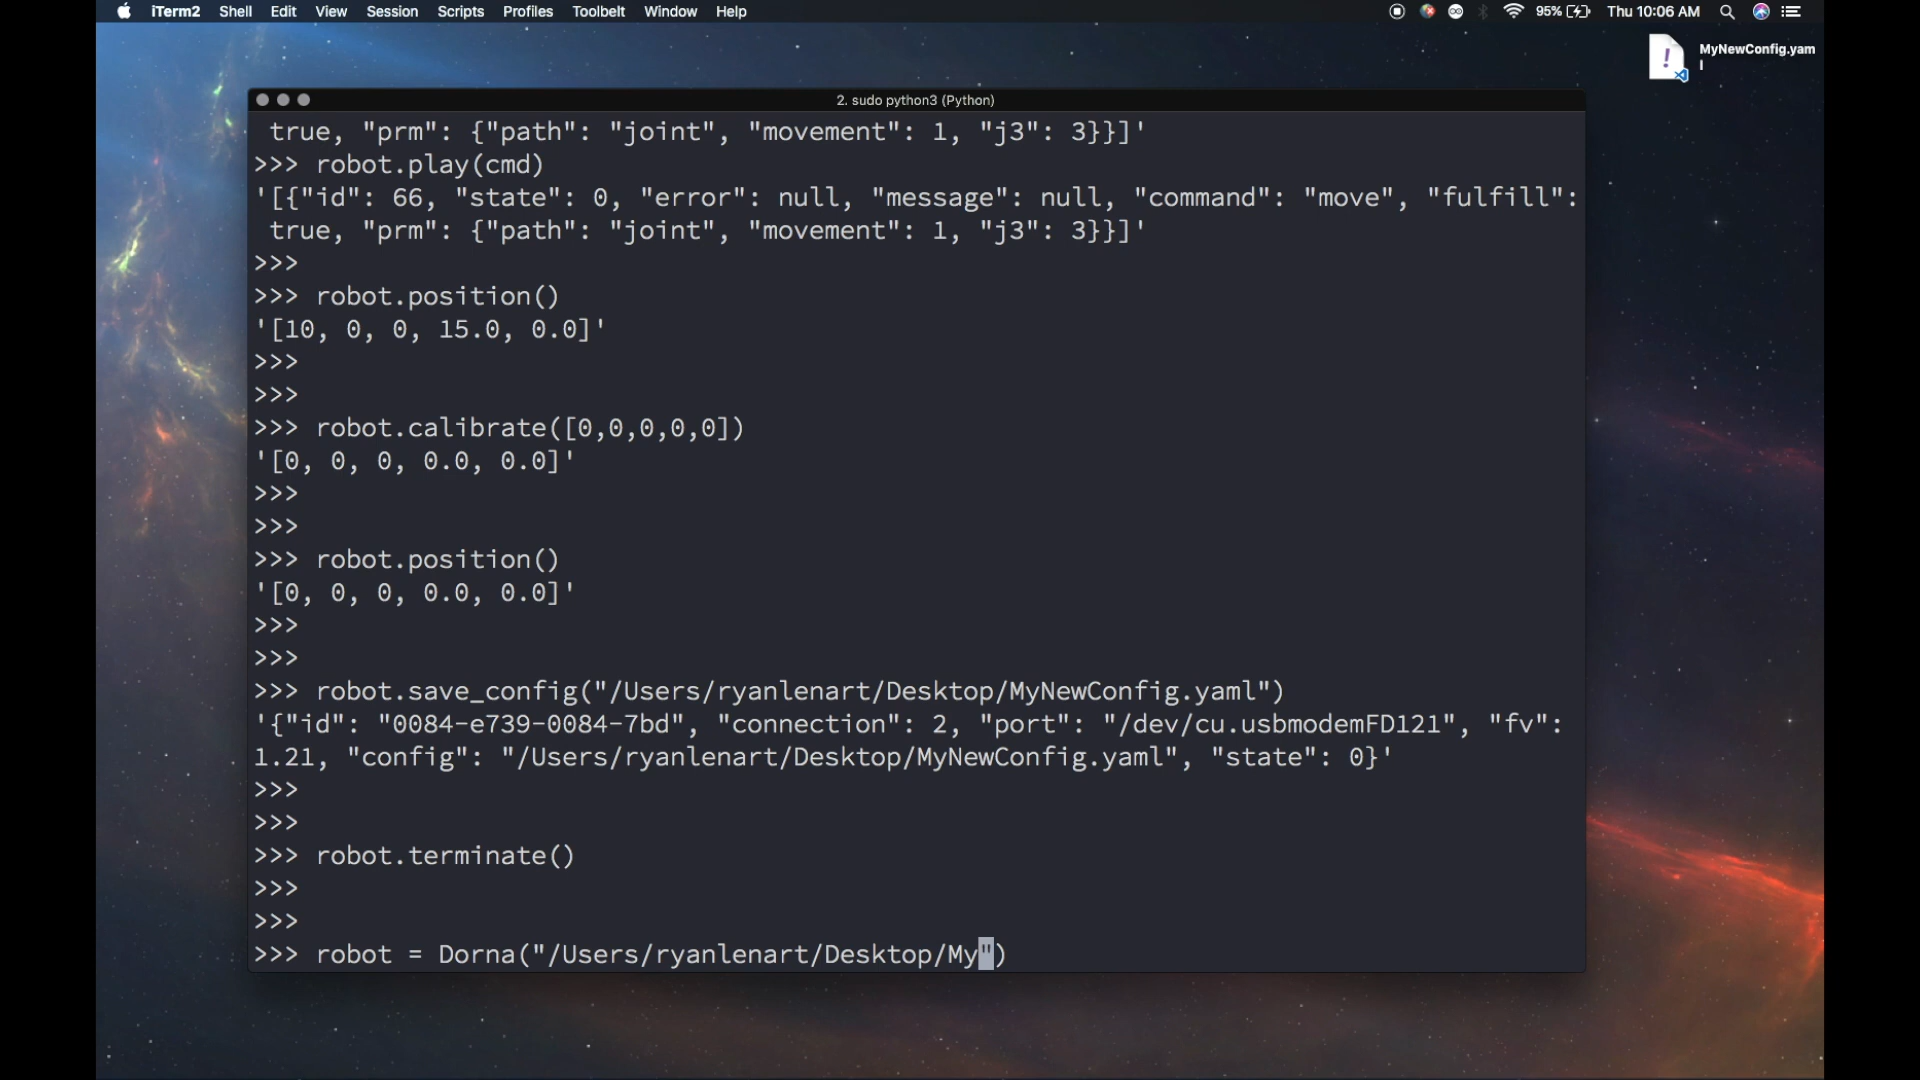 iTerm2 Shell Edit View Session Scripts Profiles Toolbelt Window Help 95% Thu 10:06 AM
MyNewConfig.yam
l
2. sudo python3 (Python)
true, "prm": {"path": "joint", "movement": 1, "j3": 3}}]'
>>> robot.play(cmd)
'[{"id": 66, "state": 0, "error": null, "message": null, "command": "move", "fulfill":
true, "prm": {"path": "joint", "movement": 1, "j3": 3}}]'
>>>
>>> robot.position()
'[10, 0, 0, 15.0, 0.0]'
>>>
>>>
>>> robot.calibrate([0,0,0,0,0])
'[0, 0, 0, 0.0, 0.0]'
>>>
>>>
>>> robot.position()
'[0, 0, 0, 0.0, 0.0]'
>>>
>>>
>>> robot.save_config("/Users/ryanlenart/Desktop/MyNewConfig.yaml")
'{"id": "0084-e739-0084-7bd", "connection": 2, "port": "/dev/cu.usbmodemFD121", "fv":
1.21, "config": "/Users/ryanlenart/Desktop/MyNewConfig.yaml", "state": 0}'
>>>
>>>
>>> robot.terminate()
>>>
>>>
>>> robot = Dorna("/Users/ryanlenart/Desktop/My")